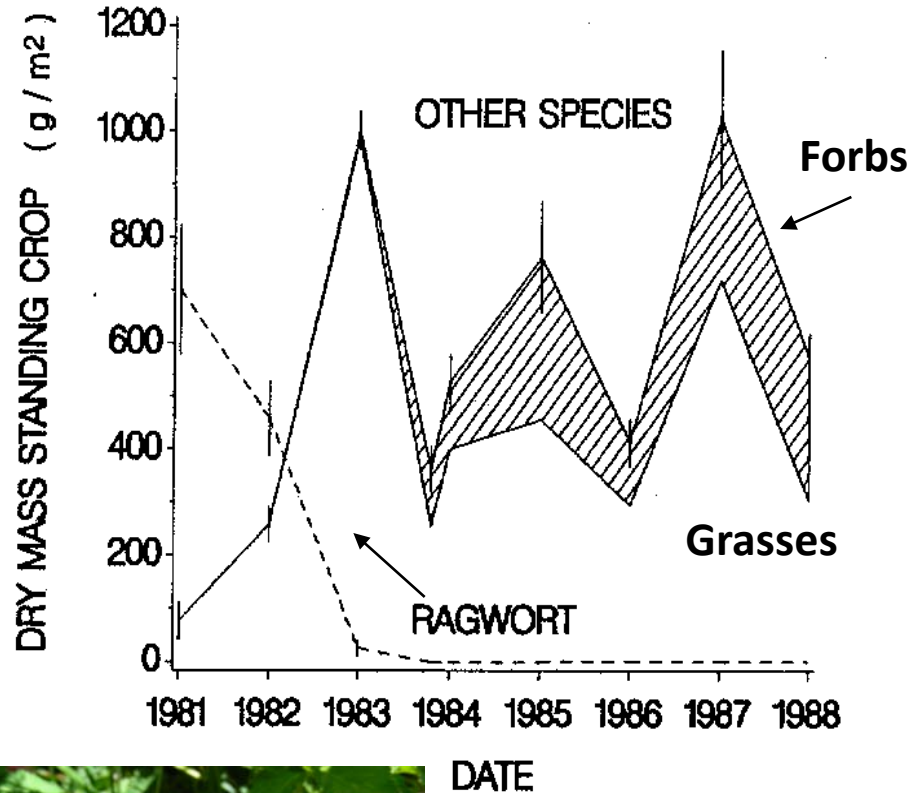 DRY MASS STANDING CROP (g/m²)
1200
1000
800
600
400
200
0
OTHER SPECIES
Forbs
Grasses
RAGWORT
1981 1982 1983 1984 1985 1986 1987 1988
DATE